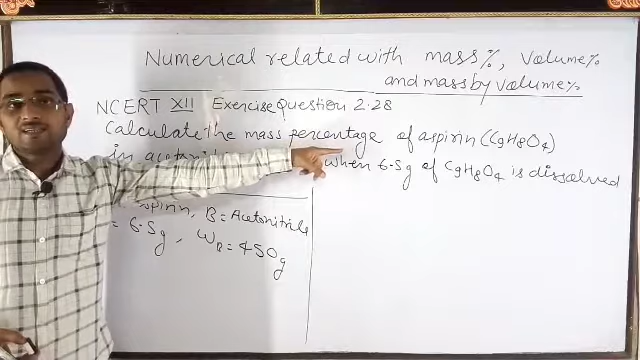 Numerical related with mass%, Volume%
and mass by volume%
NCERT XII Exercise Question 2.28
Calculate the mass percentage of aspirin (C9H8O4)
in when 6.5g of C9H8O4 is dissolved
Aspirin, B = Acetonitrile
= 6.5g, WB = 450g